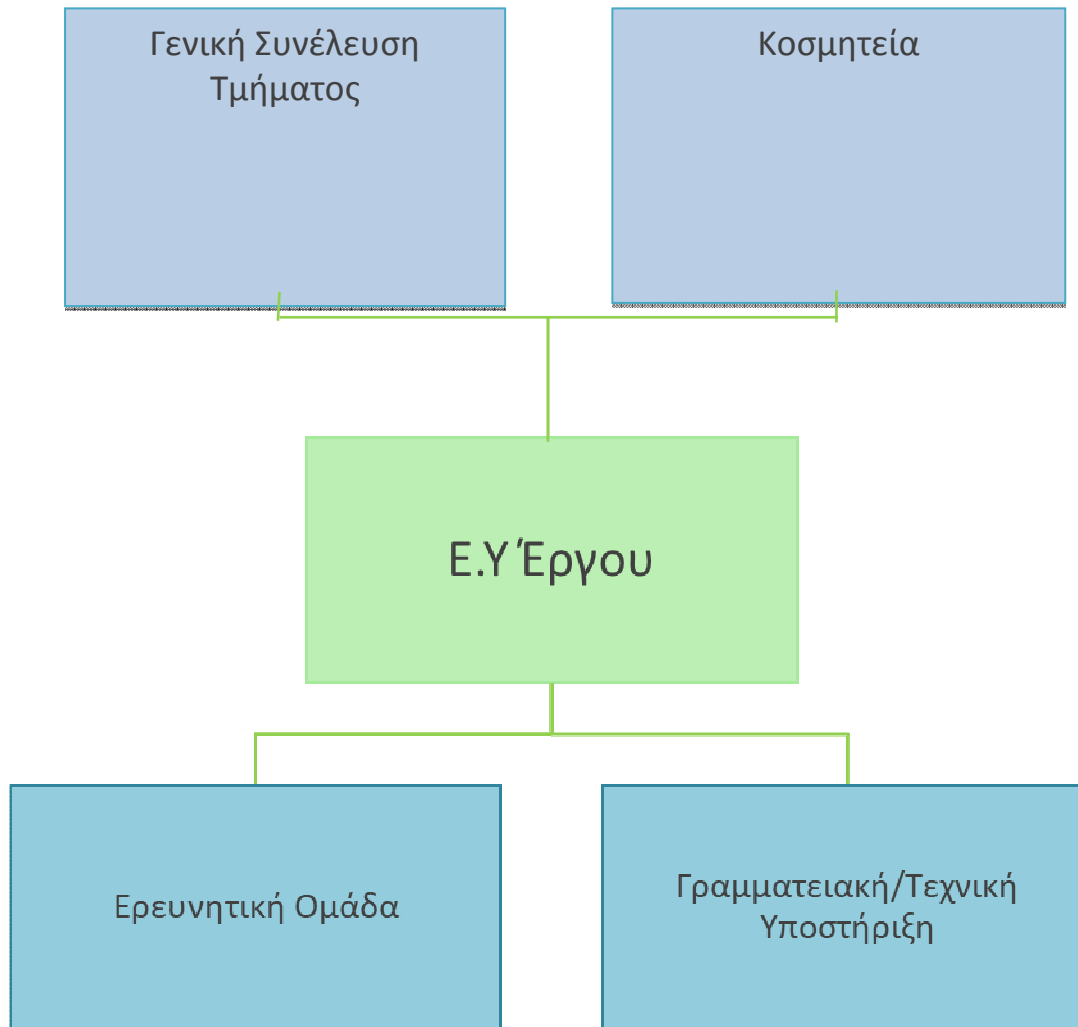 Γενική Συνέλευση
Τμήματος
Κοσμητεία
Ε.Υ Έργου
Ερευνητική Ομάδα
Γραμματειακή/Τεχνική
Υποστήριξη